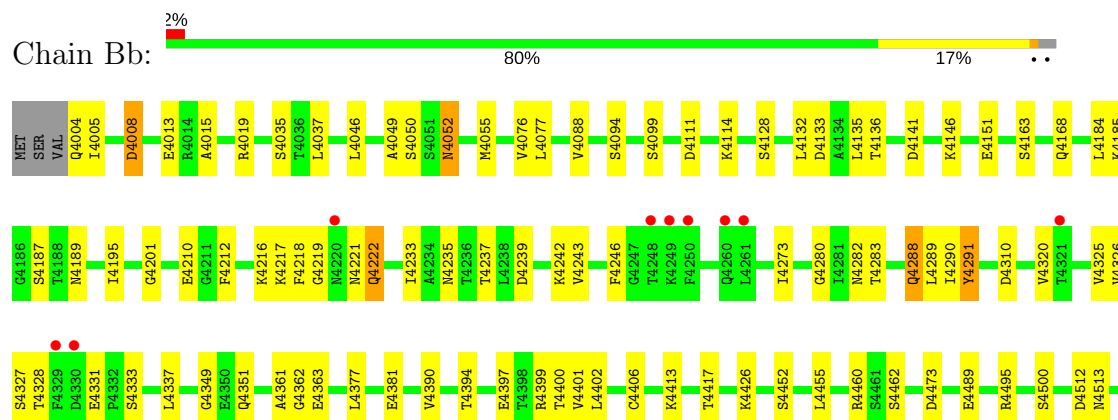 2%
Chain Bb:
80%
17%
MET SER VAL Q4004 I4005 D4008 E4013 R4014 A4015 R4019 S4035 T4036 L4037 L4046 A4049 S4050 S4051 N4052 M4055 V4076 L4077 V4088 S4094 S4099 D4111 K4114 S4128 L4132 D4133 A4134 L4135 T4136 D4141 K4146 E4151 S4163 Q4168 L4184 K4185
G4186 S4187 T4188 N4189 I4195 G4201 E4210 G4211 F4212 K4216 K4217 F4218 G4219 N4220 N4221 Q4222 I4233 A4234 N4235 T4236 T4237 L4238 D4239 K4242 V4243 F4246 G4247 T4248 K4249 F4250 Q4260 L4261 I4273 G4280 I4281 N4282 T4283 Q4288 L4289 I4290 Y4291 D4310 V4320 T4321 V4325
S4327 T4328 F4329 D4330 E4331 P4332 S4333 L4337 G4349 E4350 Q4351 A4361 G4362 E4363 L4377 E4381 V4390 T4394 E4397 T4398 R4399 T4400 V4401 L4402 C4406 K4413 T4417 K4426 S4452 L4455 R4460 S4461 S4462 D4473 E4489 R4495 S4500 D4512 N4513